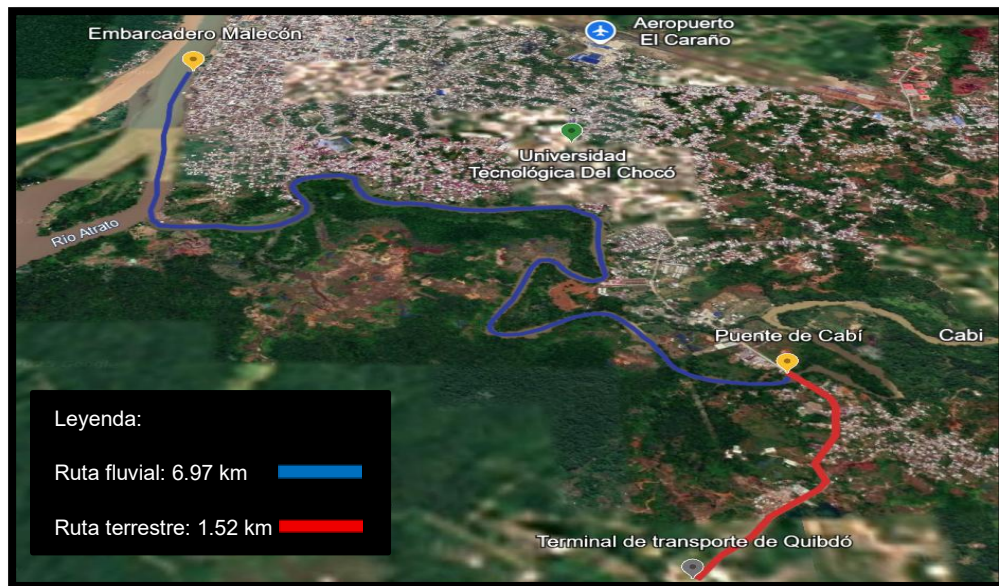 Embarcadero Malecón
Aeropuerto
El Caraño
Universidad
Tecnológica Del Chocó
Río Atrato
Puente de Cabí
Cabi
Leyenda:
Ruta fluvial: 6.97 km
Ruta terrestre: 1.52 km
Terminal de transporte de Quibdó